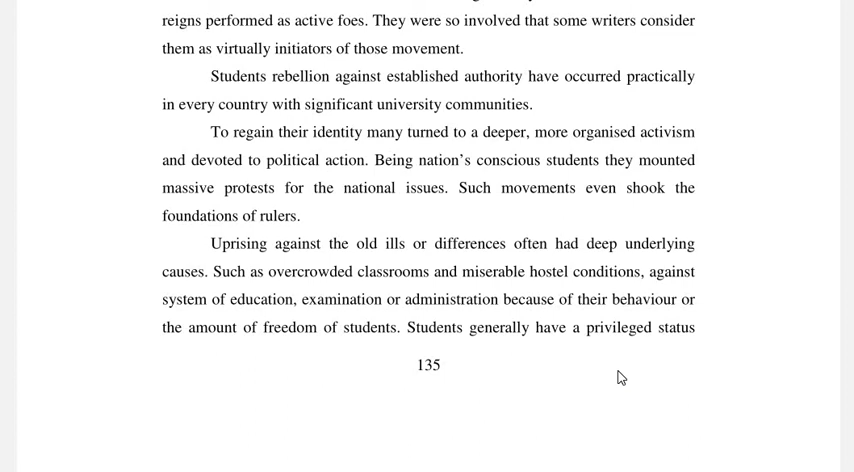 reigns performed as active foes. They were so involved that some writers consider
them as virtually initiators of those movement.
Students rebellion against established authority have occurred practically
in every country with significant university communities.
To regain their identity many turned to a deeper, more organised activism
and devoted to political action. Being nation's conscious students they mounted
massive protests for the national issues. Such movements even shook the
foundations of rulers.
Uprising against the old ills or differences often had deep underlying
causes. Such as overcrowded classrooms and miserable hostel conditions, against
system of education, examination or administration because of their behaviour or
the amount of freedom of students. Students generally have a privileged status
135